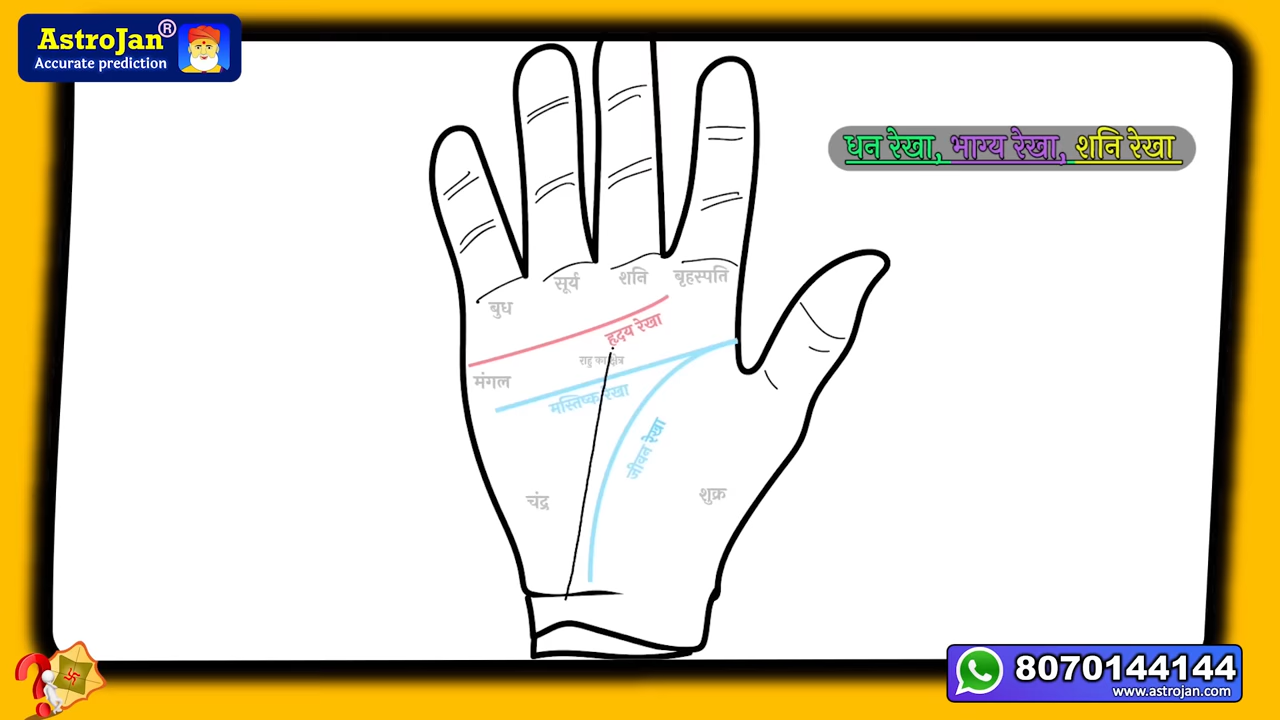 AstroJan®
Accurate prediction
धन रेखा, भाग्य रेखा, शनि रेखा
सूर्य
शनि
बृहस्पति
बुध
हृदय रेखा
राहु का क्षेत्र
मंगल
मस्तिष्क रेखा
जीवन रेखा
चंद्र
शुक्र
8070144144
www.astrojan.com